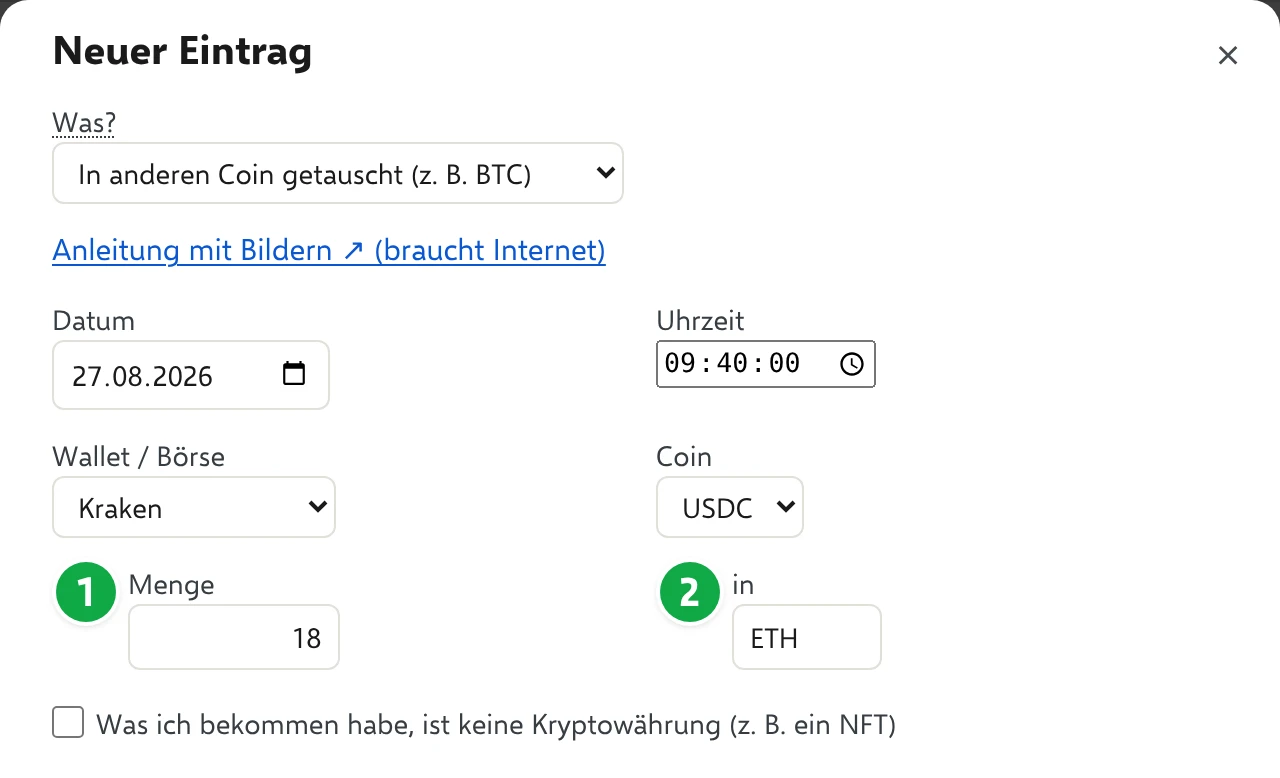 Neuer Eintrag
Was?
In anderen Coin getauscht (z. B. BTC)
Anleitung mit Bildern ↗ (braucht Internet)
Datum
Uhrzeit
27.08.2026
09:40:00
Wallet / Börse
Coin
Kraken
USDC
1 Menge
2 in
18
ETH
Was ich bekommen habe, ist keine Kryptowährung (z. B. ein NFT)